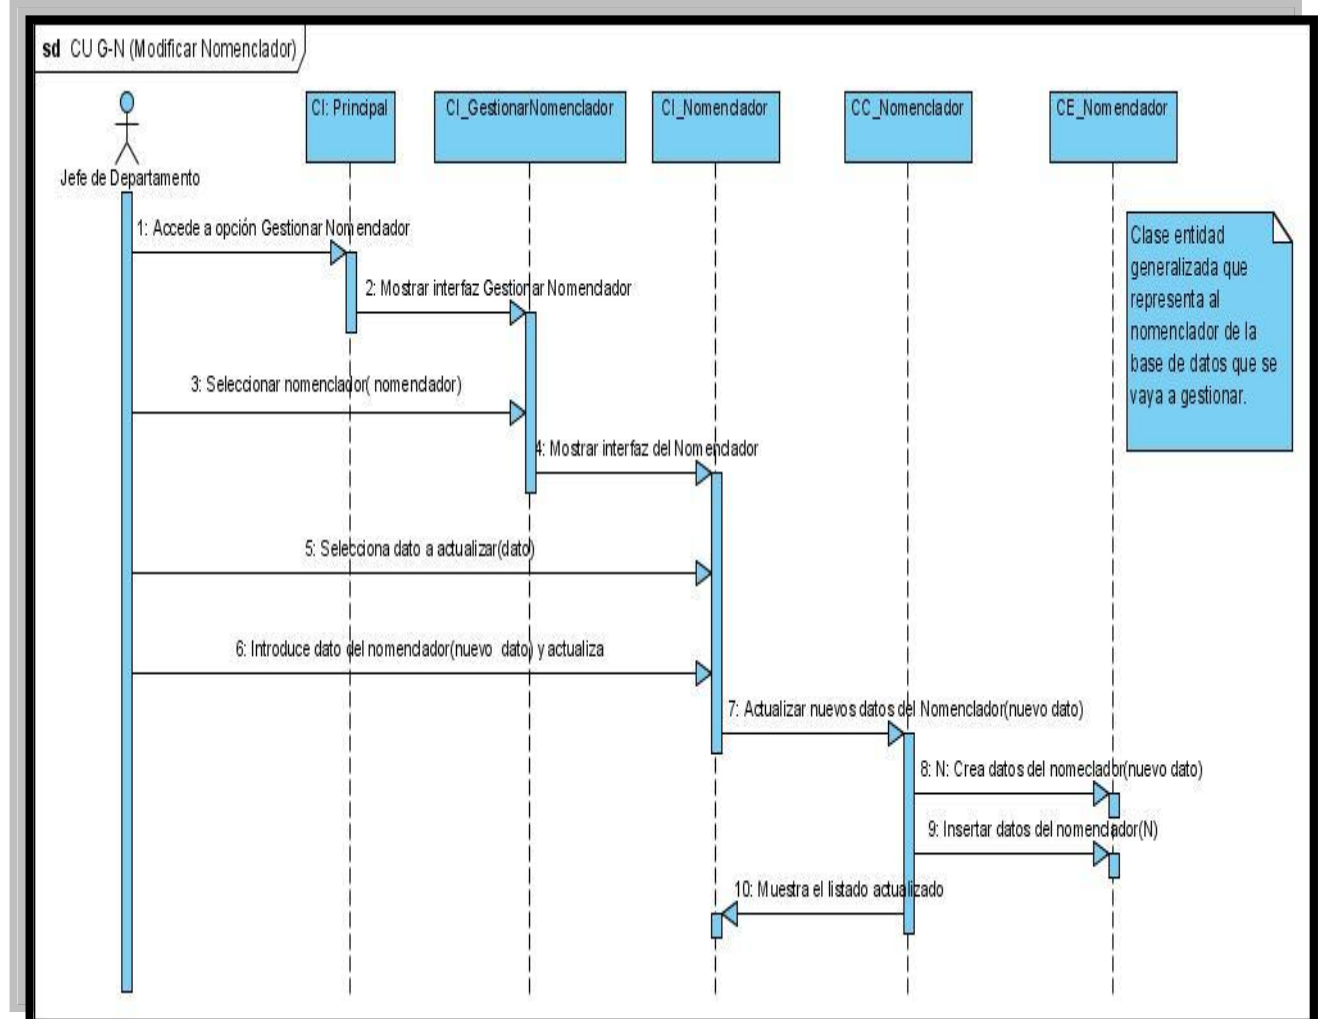 sd CU G-N (Modificar Nomenclador)
CI: Principal
CI_GestionarNomenclador
CI_Nomenclador
CC_Nomenclador
CE_Nomenclador
Jefe de Departamento
1: Accede a opción Gestionar Nomenclador
Clase entidad
generalizada que
representa al
nomenclador de la
base de datos que se
vaya a gestionar.
2: Mostrar interfaz Gestionar Nomenclador
3: Seleccionar nomenclador( nomenclador)
4: Mostrar interfaz del Nomenclador
5: Selecciona dato a actualizar(dato)
6: Introduce dato del nomenclador(nuevo dato) y actualiza
7: Actualizar nuevos datos del Nomenclador(nuevo dato)
8: N: Crea datos del nomeclador(nuevo dato)
9: Insertar datos del nomenclador(N)
10: Muestra el listado actualizado